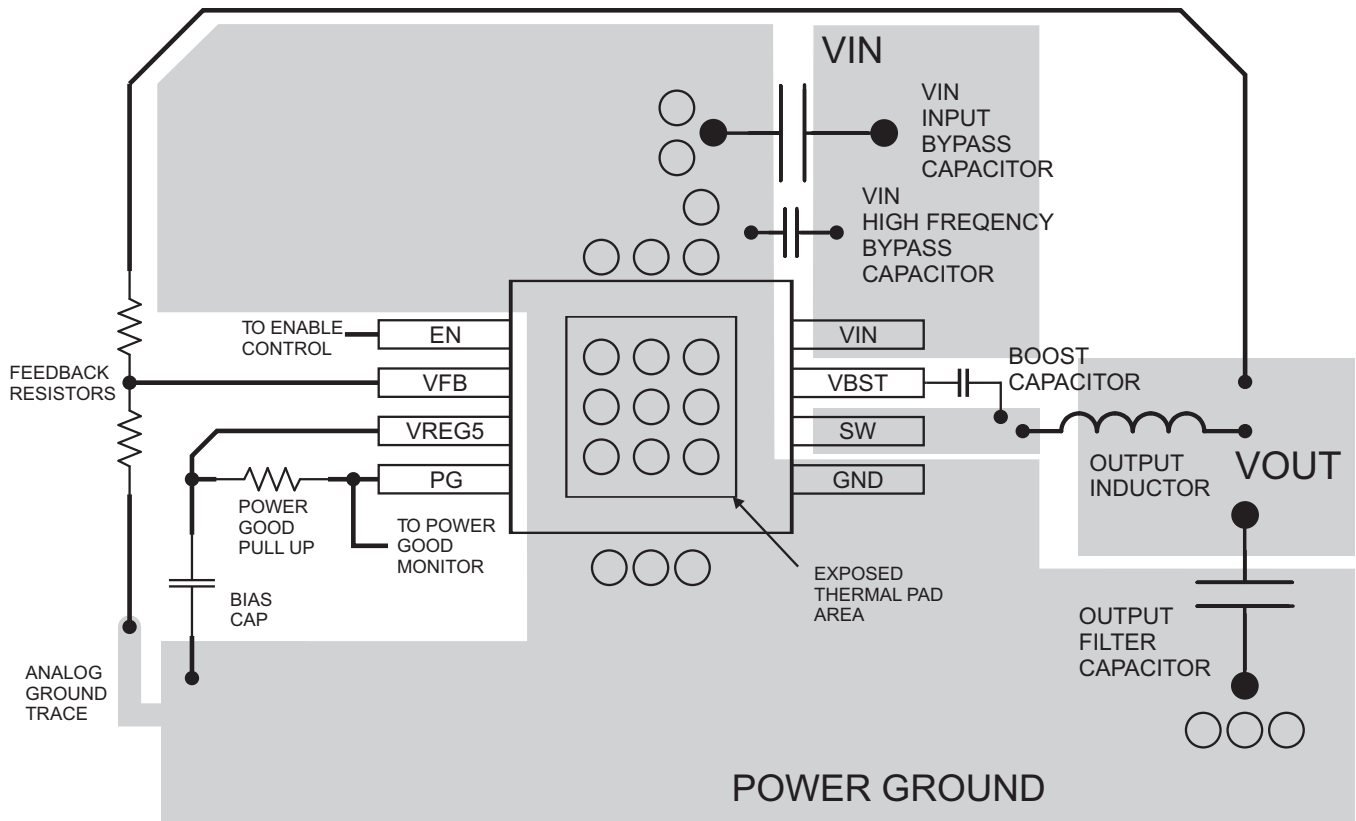 VIN
VIN
INPUT
BYPASS
CAPACITOR
VIN
HIGH FREQENCY
BYPASS
CAPACITOR
TO ENABLE
CONTROL
EN
VIN
FEEDBACK
RESISTORS
VFB
VBST
BOOST
CAPACITOR
VREG5
SW
PG
GND
OUTPUT
INDUCTOR
VOUT
POWER
GOOD
PULL UP
TO POWER
GOOD
MONITOR
EXPOSED
THERMAL PAD
AREA
BIAS
CAP
OUTPUT
FILTER
CAPACITOR
ANALOG
GROUND
TRACE
POWER GROUND